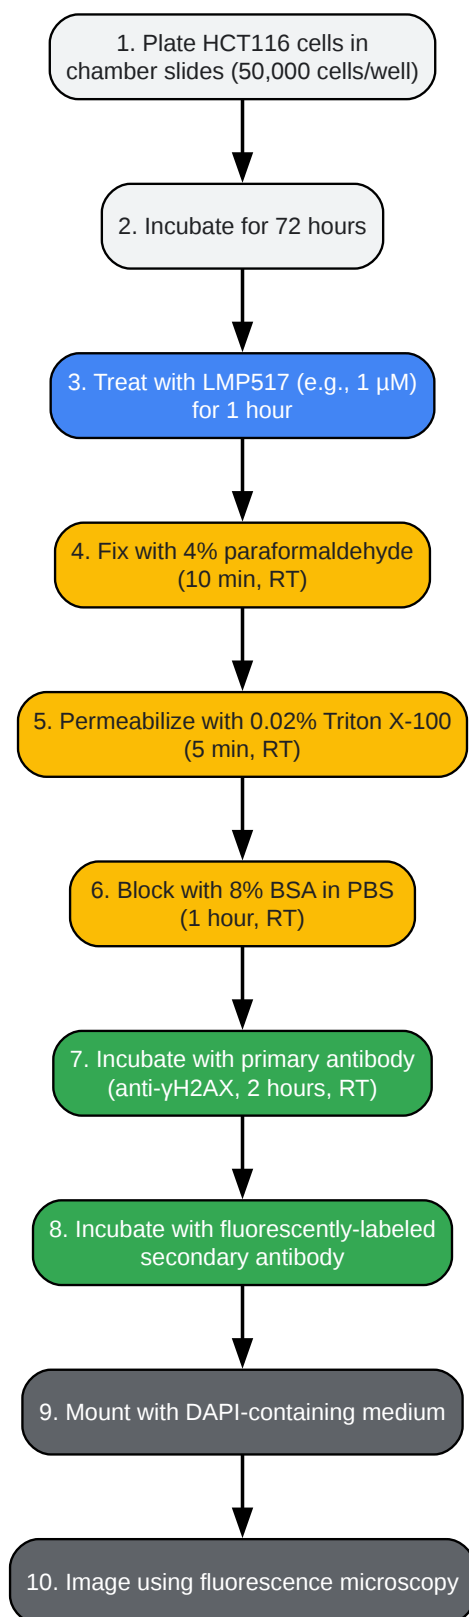 1. Plate HCT116 cells in
chamber slides (50,000 cells/well)
2. Incubate for 72 hours
3. Treat with LMP517 (e.g., 1 µM)
for 1 hour
4. Fix with 4% paraformaldehyde
(10 min, RT)
5. Permeabilize with 0.02% Triton X-100
(5 min, RT)
6. Block with 8% BSA in PBS
(1 hour, RT)
7. Incubate with primary antibody
(anti-γH2AX, 2 hours, RT)
8. Incubate with fluorescently-labeled
secondary antibody
9. Mount with DAPI-containing medium
10. Image using fluorescence microscopy